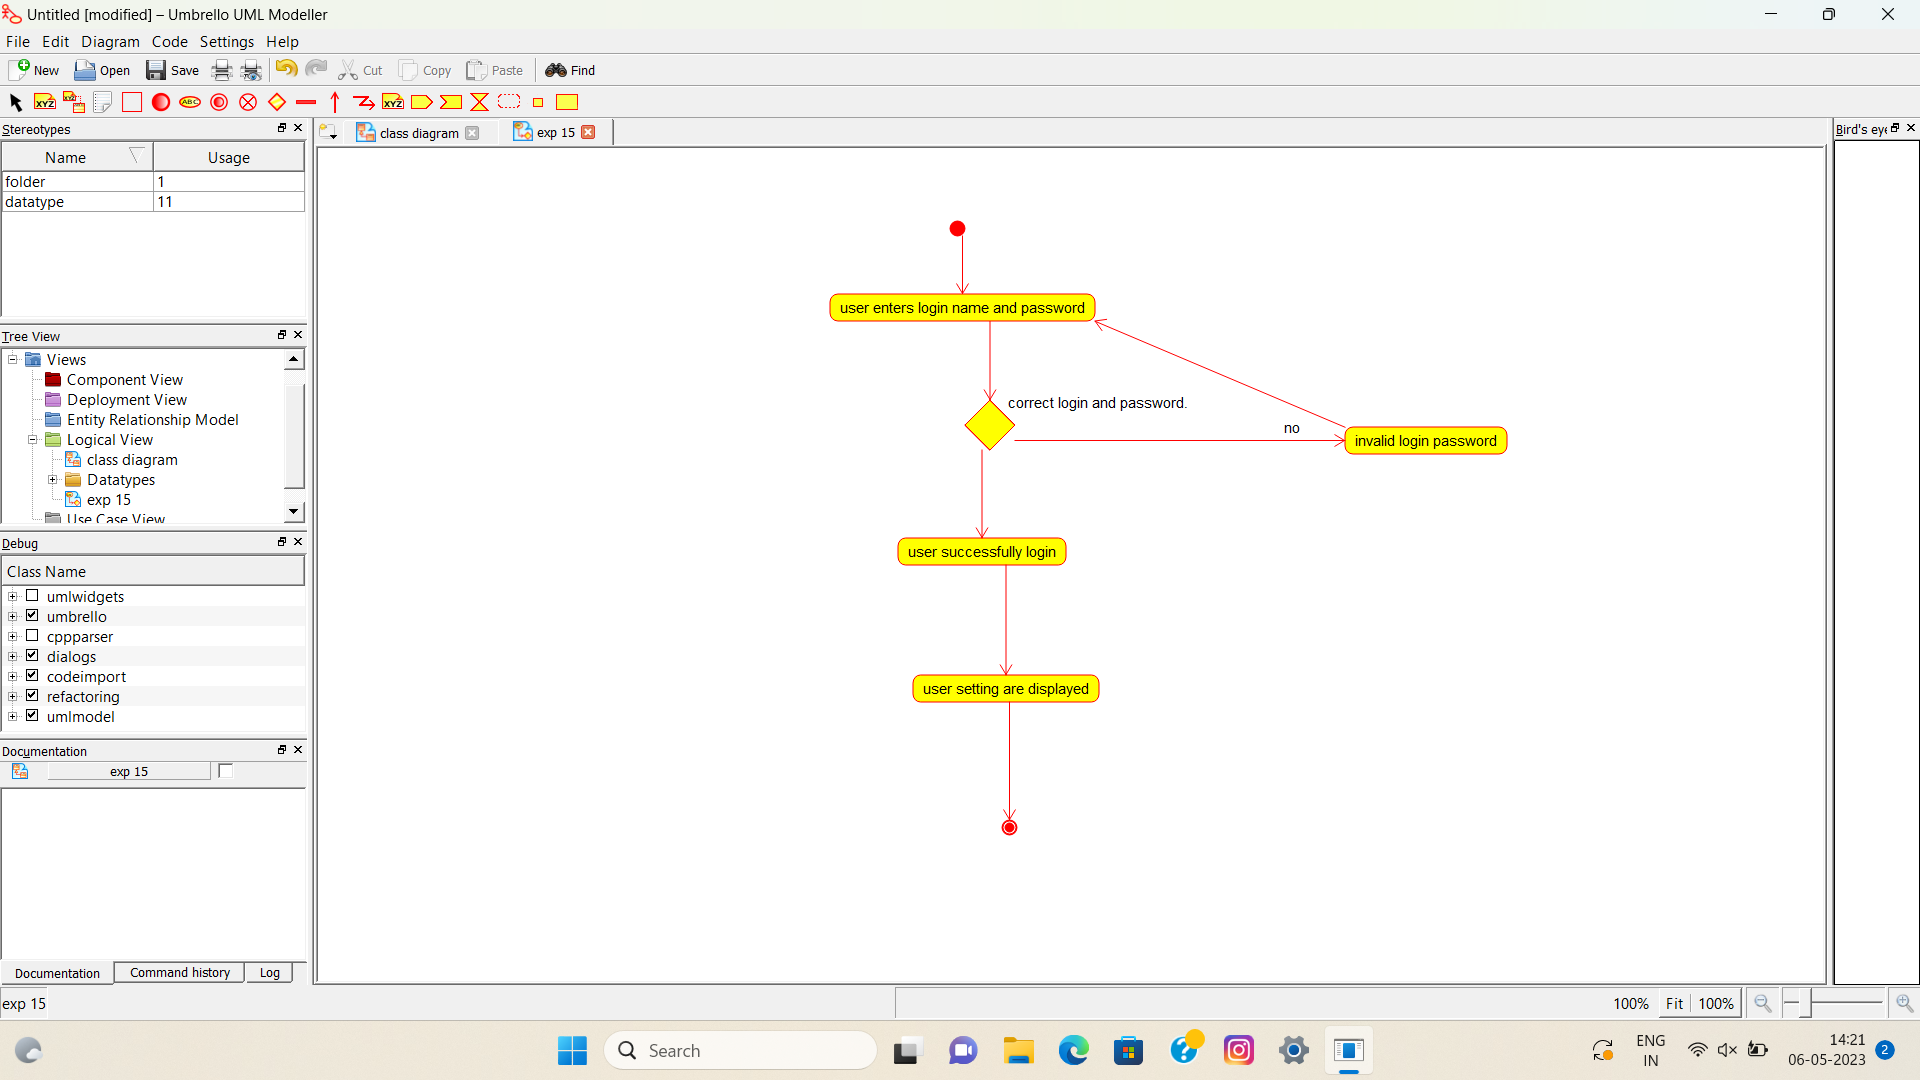 Untitled [modified] – Umbrello UML Modeller
File Edit Diagram Code Settings Help
New Open Save Cut Copy Paste Find
XYZ XYZ ABC XYZ
Stereotypes
Name Usage
folder 1
datatype 11
Tree View
Views
Component View
Deployment View
Entity Relationship Model
Logical View
class diagram
Datatypes
exp 15
Use Case View
Debug
Class Name
umlwidgets
umbrello
cppparser
dialogs
codeimport
refactoring
umlmodel
Documentation
exp 15
Documentation Command history Log
exp 15
class diagram exp 15
user enters login name and password
correct login and password.
no
invalid login password
user successfully login
user setting are displayed
Bird's eye
100% Fit 100%
Search
ENG
IN
14:21
06-05-2023
2